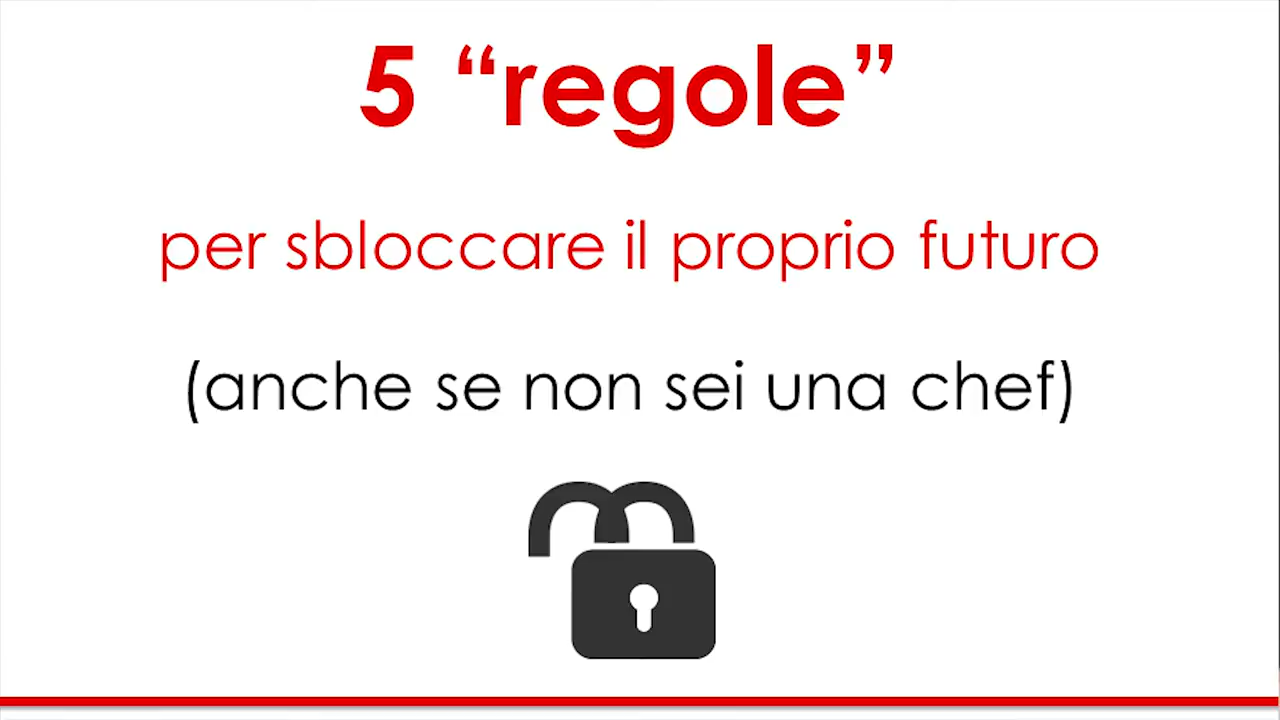 5 “regole”
per sbloccare il proprio futuro
(anche se non sei una chef)